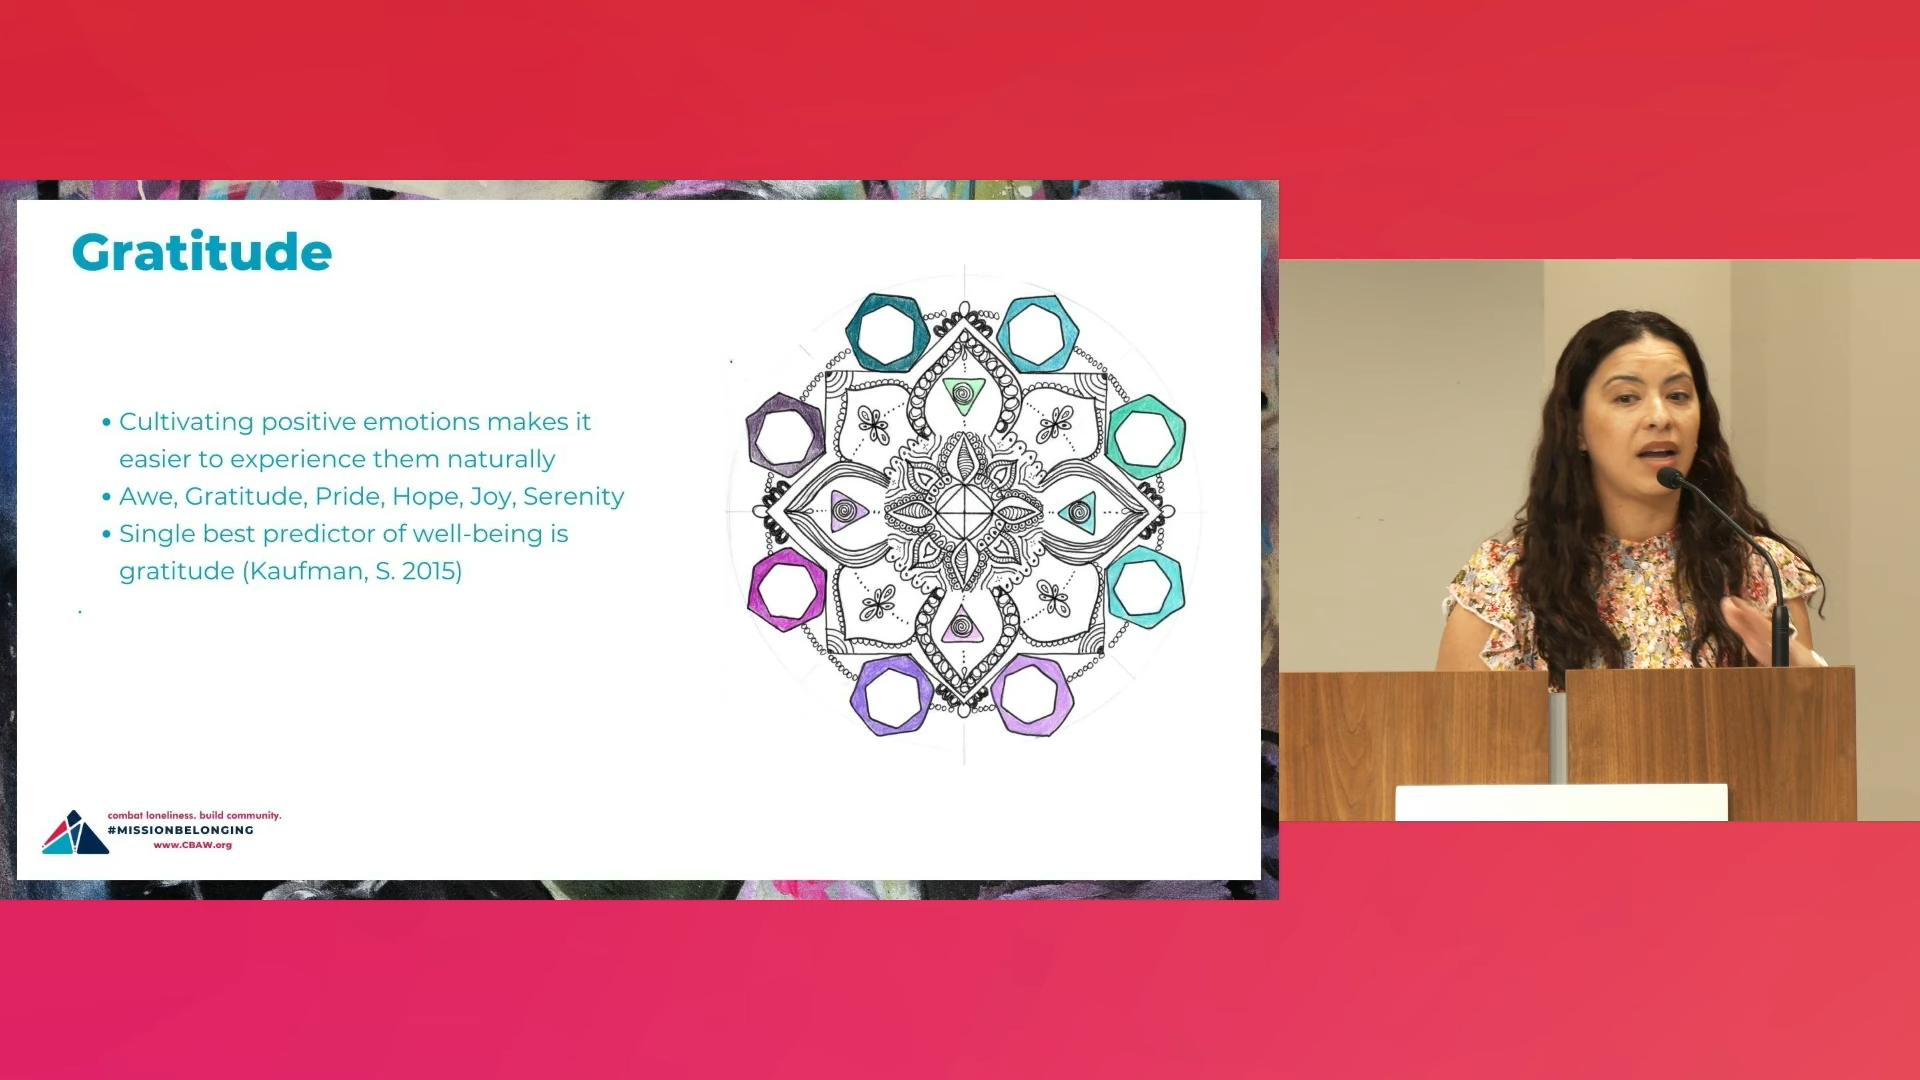 Gratitude
• Cultivating positive emotions makes it
easier to experience them naturally
• Awe, Gratitude, Pride, Hope, Joy, Serenity
• Single best predictor of well-being is
gratitude (Kaufman, S. 2015)
.
combat loneliness. build community.
#MISSIONBELONGING
www.CBAW.org